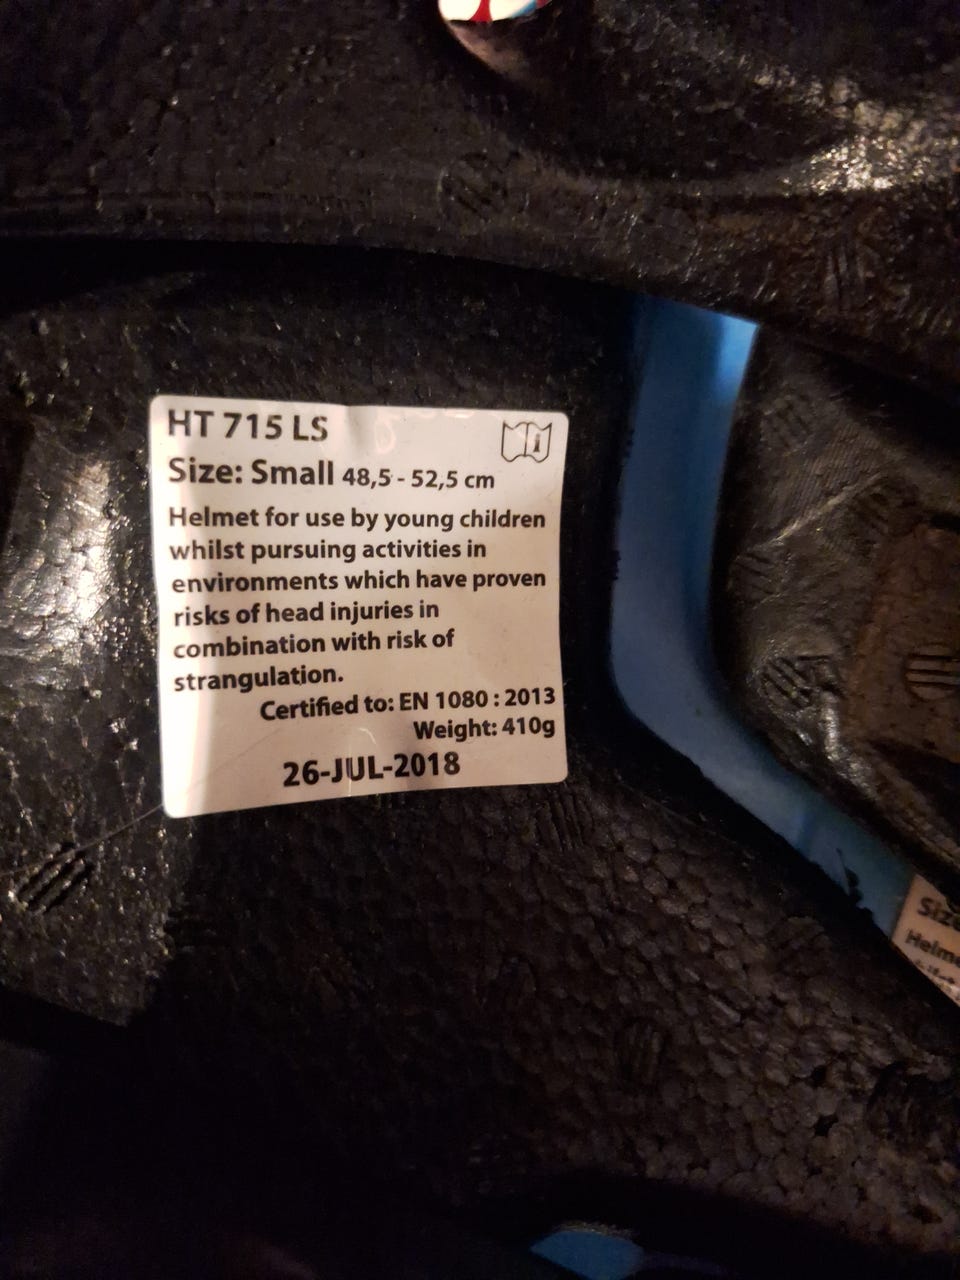 HT 715 LS
Size: Small 48,5 - 52,5 cm
Helmet for use by young children
whilst pursuing activities in
environments which have proven
risks of head injuries in
combination with risk of
strangulation.
Certified to: EN 1080 : 2013
Weight: 410g
26-JUL-2018
Size
Helme